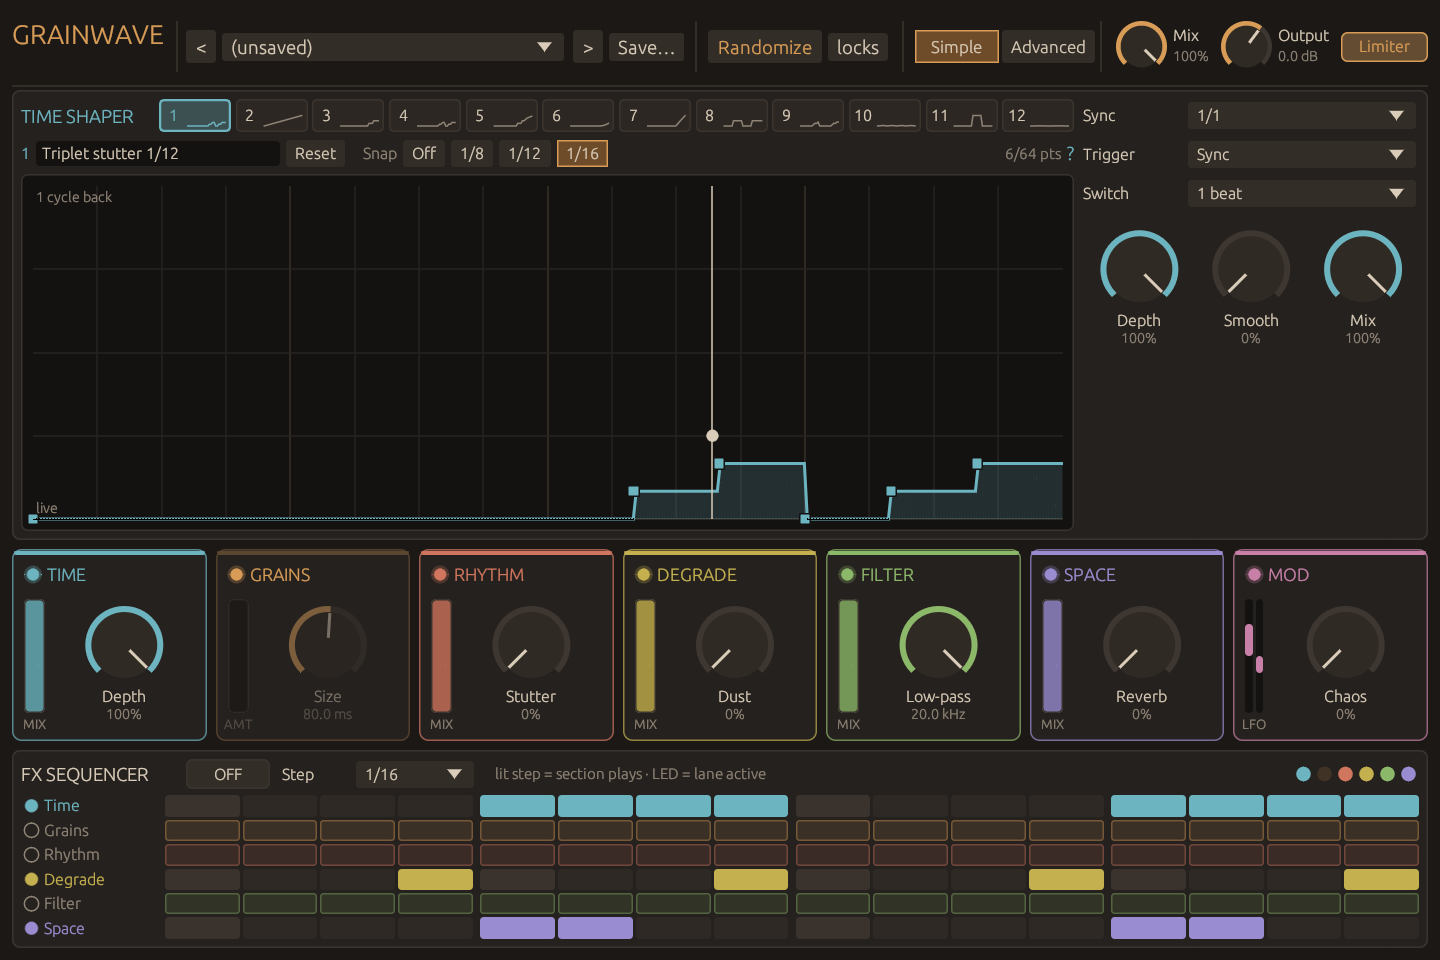 GRAINWAVE < (unsaved) > Save... Randomize locks Simple Advanced Mix 100% Output 0.0 dB Limiter
TIME SHAPER 1 2 3 4 5 6 7 8 9 10 11 12 Sync 1/1
1 Triplet stutter 1/12 Reset Snap Off 1/8 1/12 1/16 6/64 pts ? Trigger Sync
Switch 1 beat
1 cycle back
Depth Smooth Mix
100% 0% 100%
live
TIME GRAINS RHYTHM DEGRADE FILTER SPACE MOD
Depth Size Stutter Dust Low-pass Reverb Chaos
100% 80.0 ms 0% 0% 20.0 kHz 0% 0%
MIX AMT MIX MIX MIX MIX LFO
FX SEQUENCER OFF Step 1/16 lit step = section plays · LED = lane active
Time
Grains
Rhythm
Degrade
Filter
Space